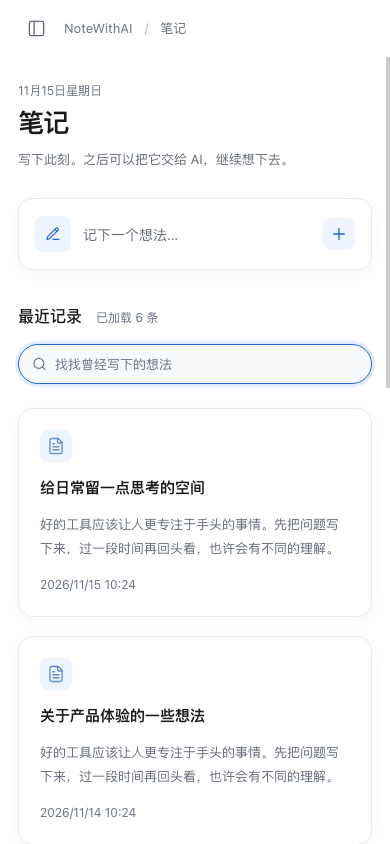 NoteWithAI / 笔记
11月15日星期日
笔记
写下此刻。之后可以把它交给 AI，继续想下去。
记下一个想法...
最近记录 已加载 6 条
找找曾经写下的想法
给日常留一点思考的空间
好的工具应该让人更专注于手头的事情。先把问题写
下来，过一段时间再回头看，也许会有不同的理解。
2026/11/15 10:24
关于产品体验的一些想法
好的工具应该让人更专注于手头的事情。先把问题写
下来，过一段时间再回头看，也许会有不同的理解。
2026/11/14 10:24